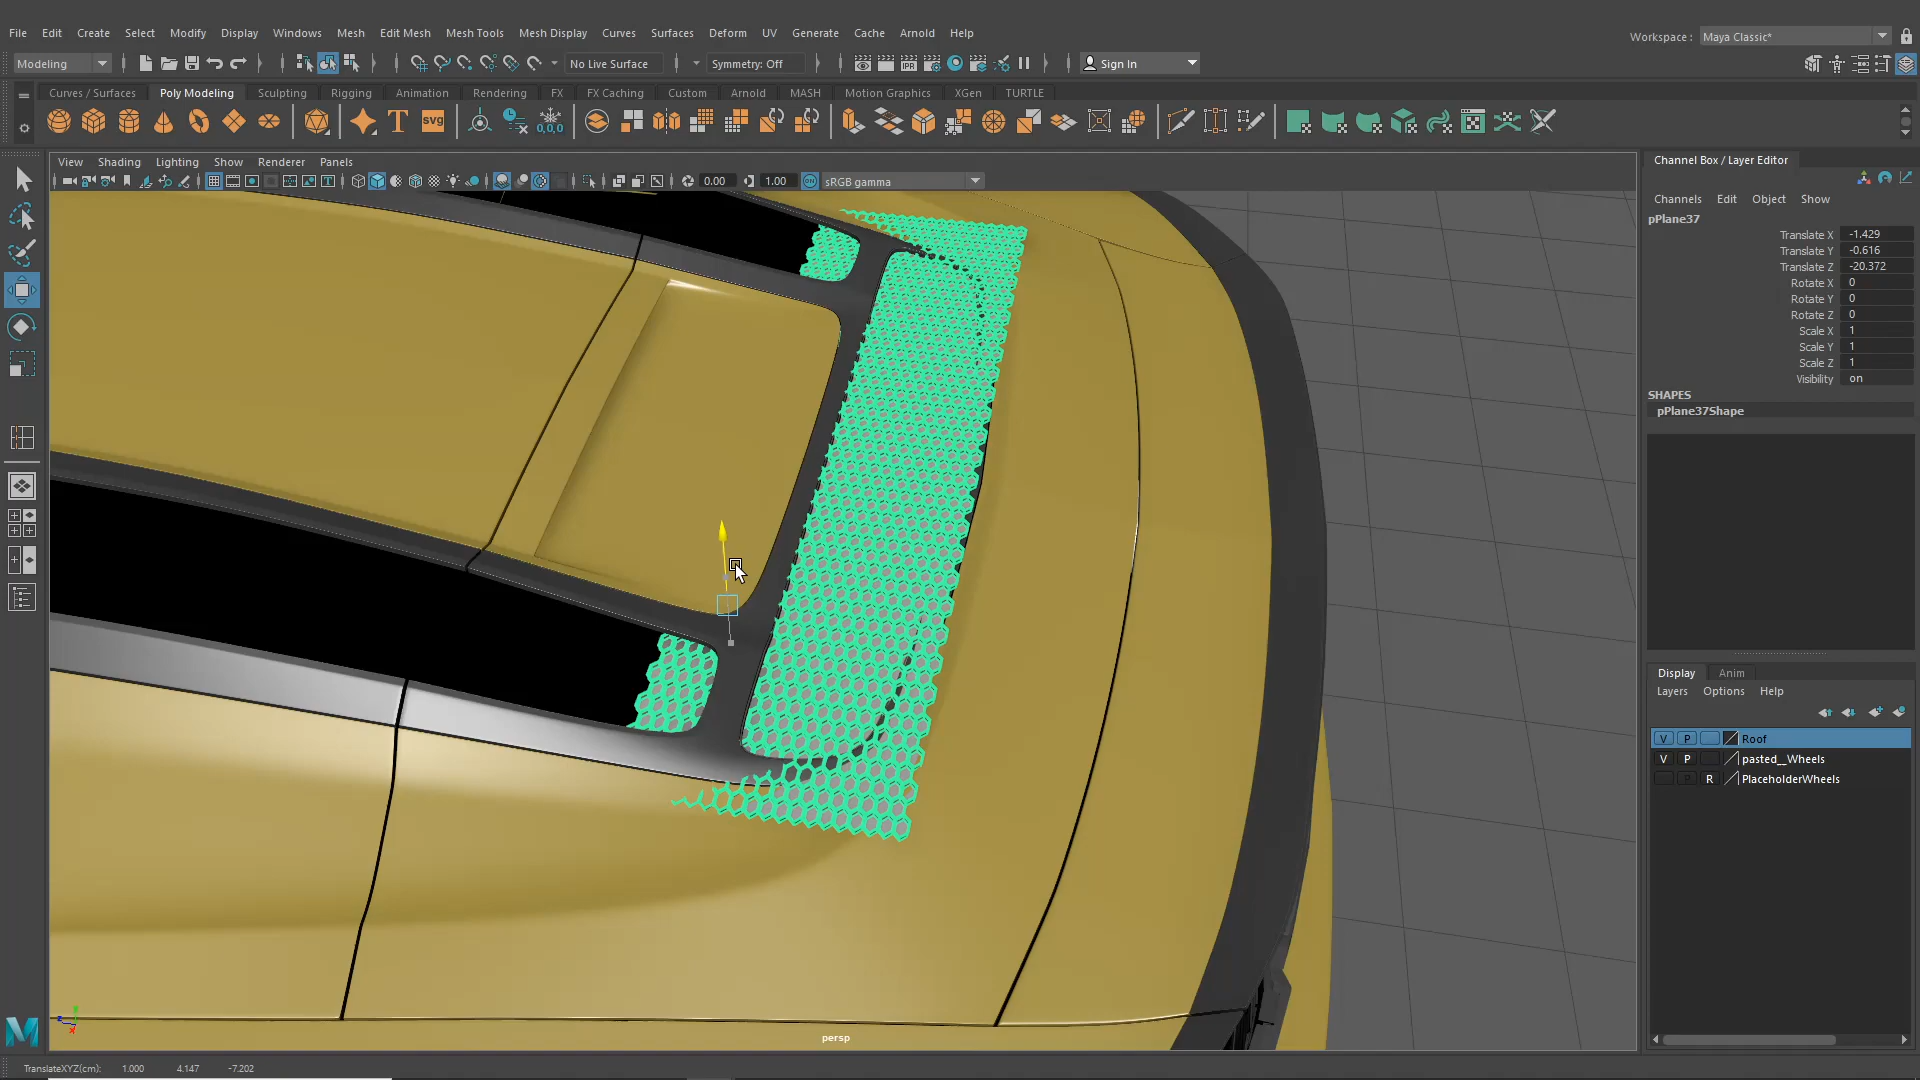 File Edit Create Select Modify Display Windows Mesh Edit Mesh Mesh Tools Mesh Display Curves Surfaces Deform UV Generate Cache Arnold Help
Workspace : Maya Classic*
Modeling No Live Surface Symmetry: Off Sign In
Curves / Surfaces Poly Modeling Sculpting Rigging Animation Rendering FX FX Caching Custom Arnold MASH Motion Graphics XGen TURTLE
T svg IPR 0,0,0
View Shading Lighting Show Renderer Panels
0.00 1.00 ON sRGB gamma
Channel Box / Layer Editor
Channels Edit Object Show
pPlane37
Translate X -1.429
Translate Y -0.616
Translate Z -20.372
Rotate X 0
Rotate Y 0
Rotate Z 0
Scale X 1
Scale Y 1
Scale Z 1
Visibility on
SHAPES
pPlane37Shape
Display Anim
Layers Options Help
V P Roof
V P pasted__Wheels
P R PlaceholderWheels
persp
M
TranslateXYZ(cm): 1.000 4.147 -7.202